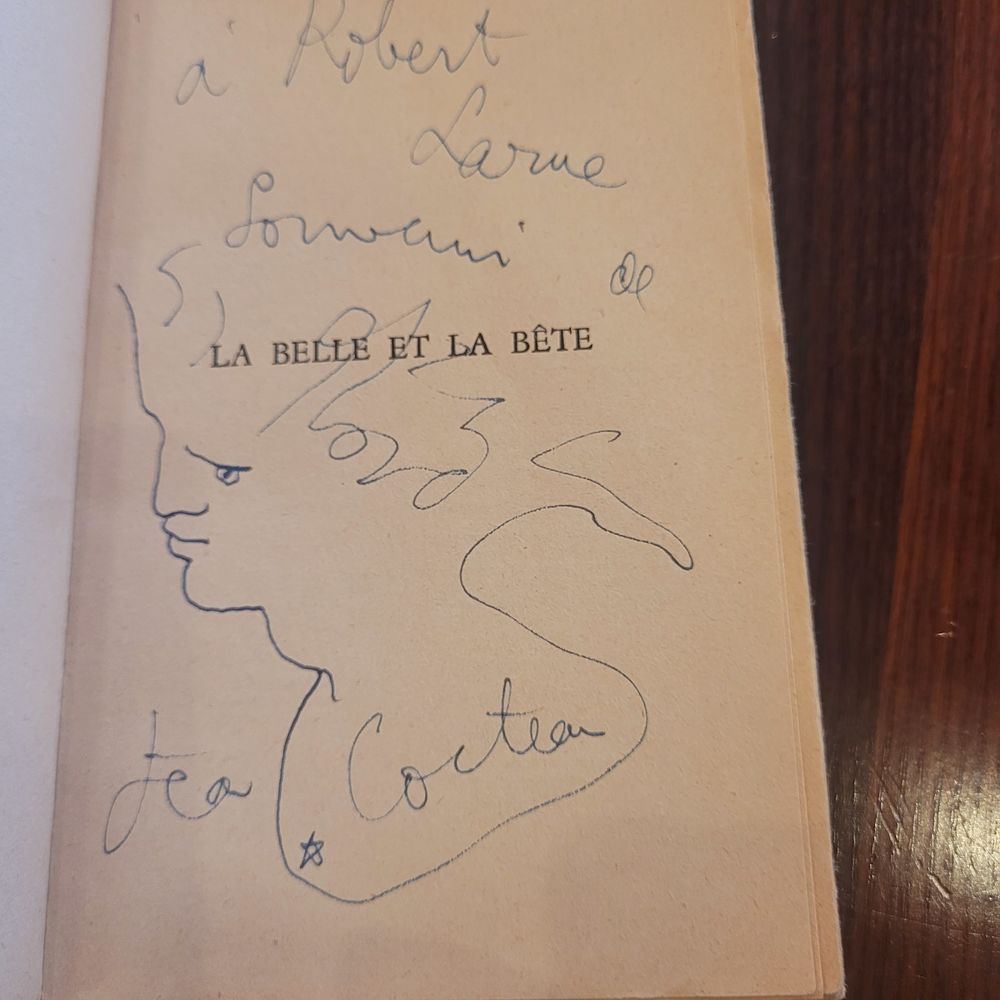 à Robert
Larue
Souvenir de
LA BELLE ET LA BÊTE
Jean Cocteau